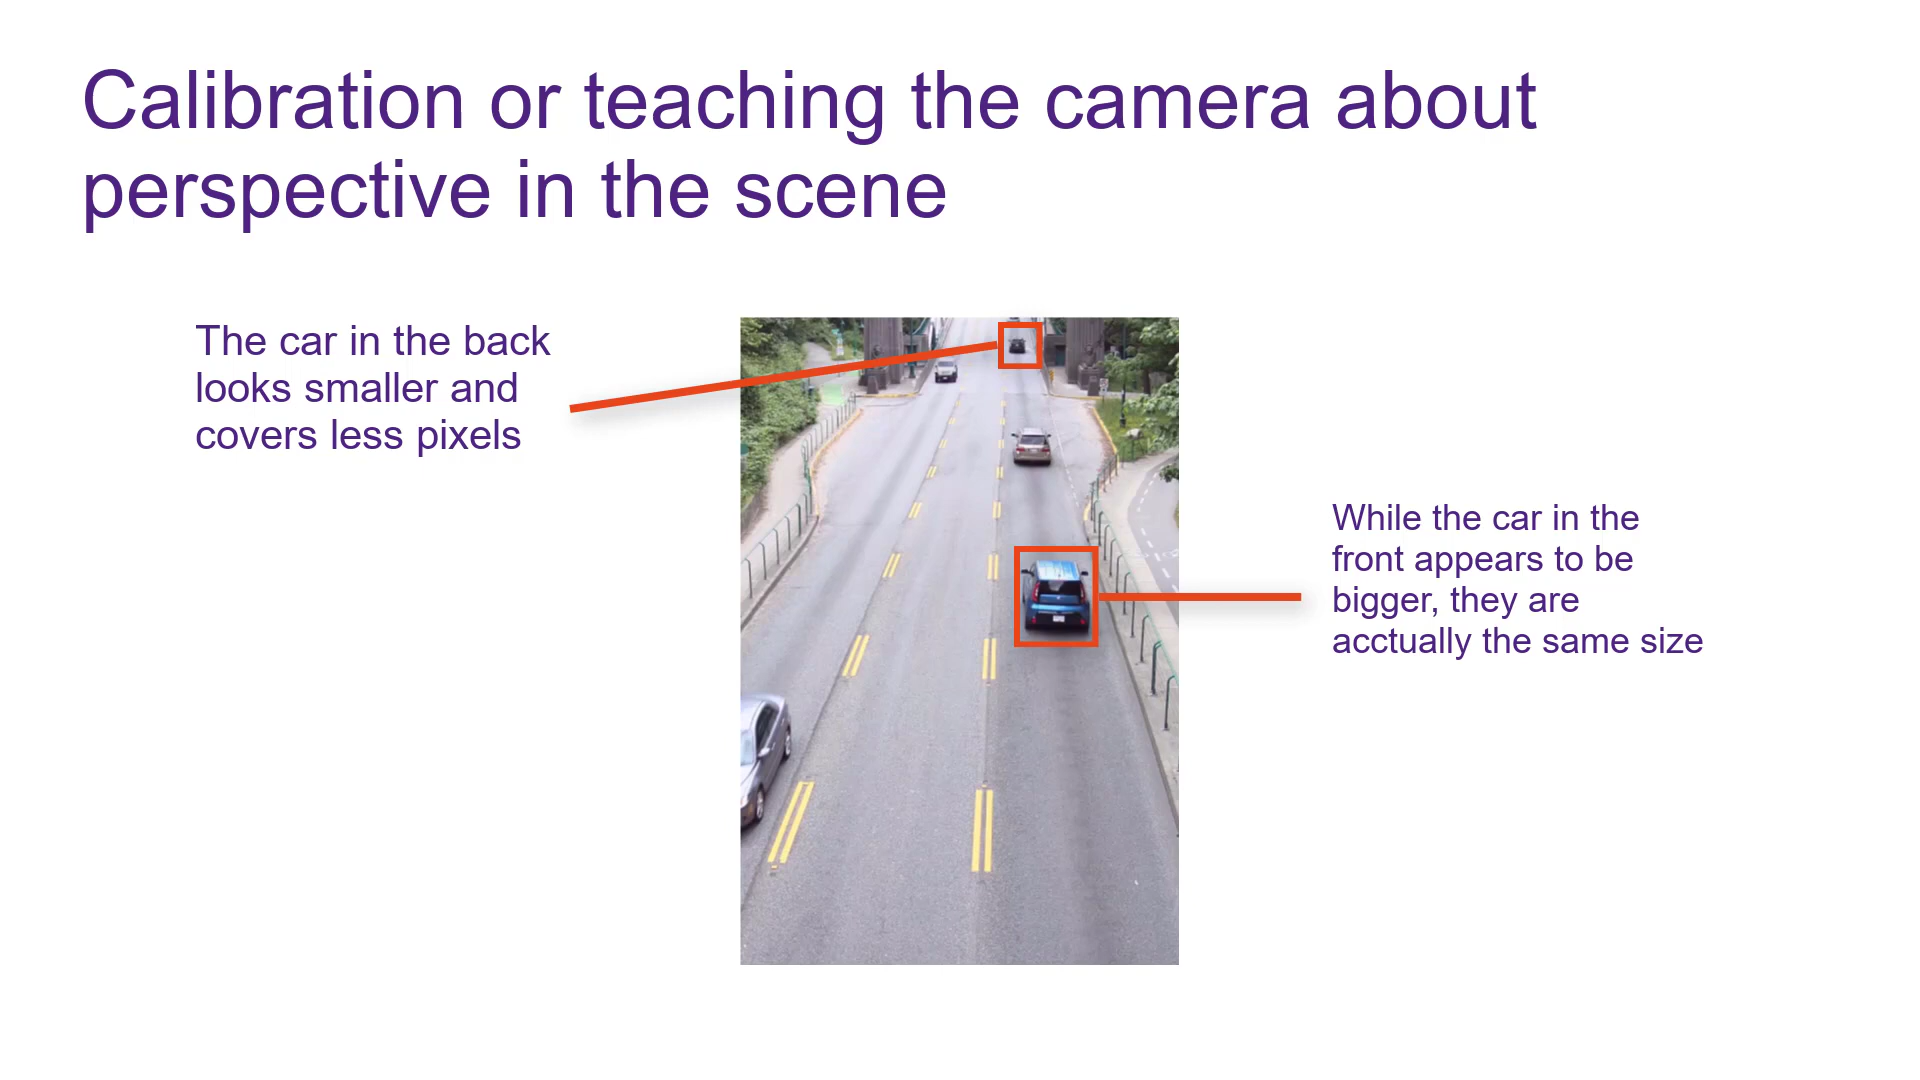 Calibration or teaching the camera about
perspective in the scene
The car in the back
looks smaller and
covers less pixels
While the car in the
front appears to be
bigger, they are
acctually the same size